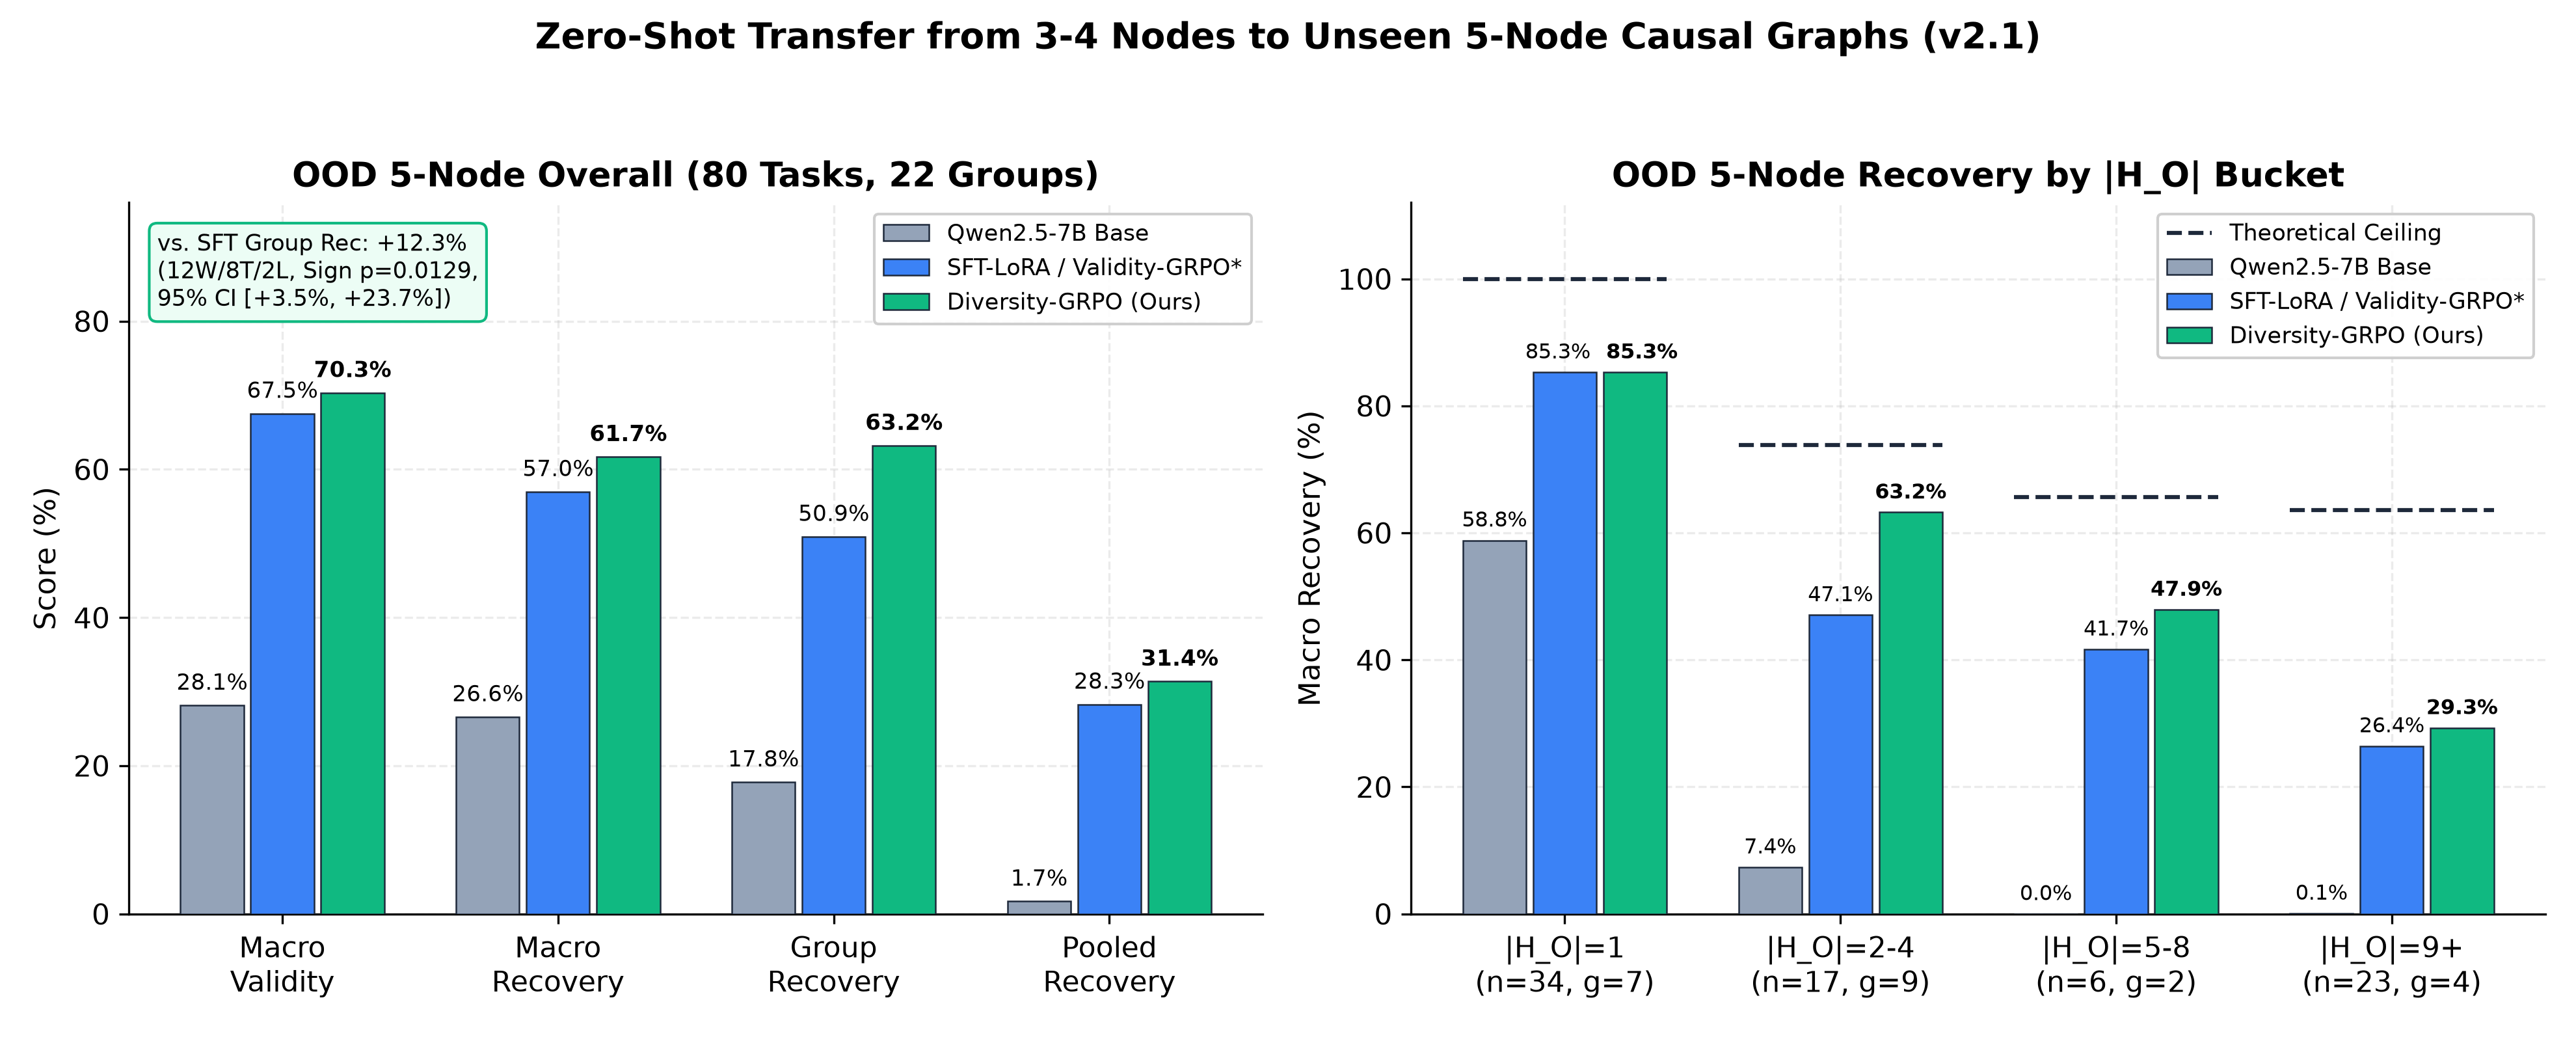 Zero-Shot Transfer from 3-4 Nodes to Unseen 5-Node Causal Graphs (v2.1)
OOD 5-Node Overall (80 Tasks, 22 Groups)
vs. SFT Group Rec: +12.3%
(12W/8T/2L, Sign p=0.0129,
95% CI [+3.5%, +23.7%])
Qwen2.5-7B Base
SFT-LoRA / Validity-GRPO*
Diversity-GRPO (Ours)
Score (%)
80
60
40
20
0
28.1%
67.5%
70.3%
26.6%
57.0%
61.7%
17.8%
50.9%
63.2%
1.7%
28.3%
31.4%
Macro
Validity
Macro
Recovery
Group
Recovery
Pooled
Recovery
OOD 5-Node Recovery by |H_O| Bucket
Theoretical Ceiling
Qwen2.5-7B Base
SFT-LoRA / Validity-GRPO*
Diversity-GRPO (Ours)
Macro Recovery (%)
100
80
60
40
20
0
58.8%
85.3%
85.3%
7.4%
47.1%
63.2%
0.0%
41.7%
47.9%
0.1%
26.4%
29.3%
|H_O|=1
(n=34, g=7)
|H_O|=2-4
(n=17, g=9)
|H_O|=5-8
(n=6, g=2)
|H_O|=9+
(n=23, g=4)